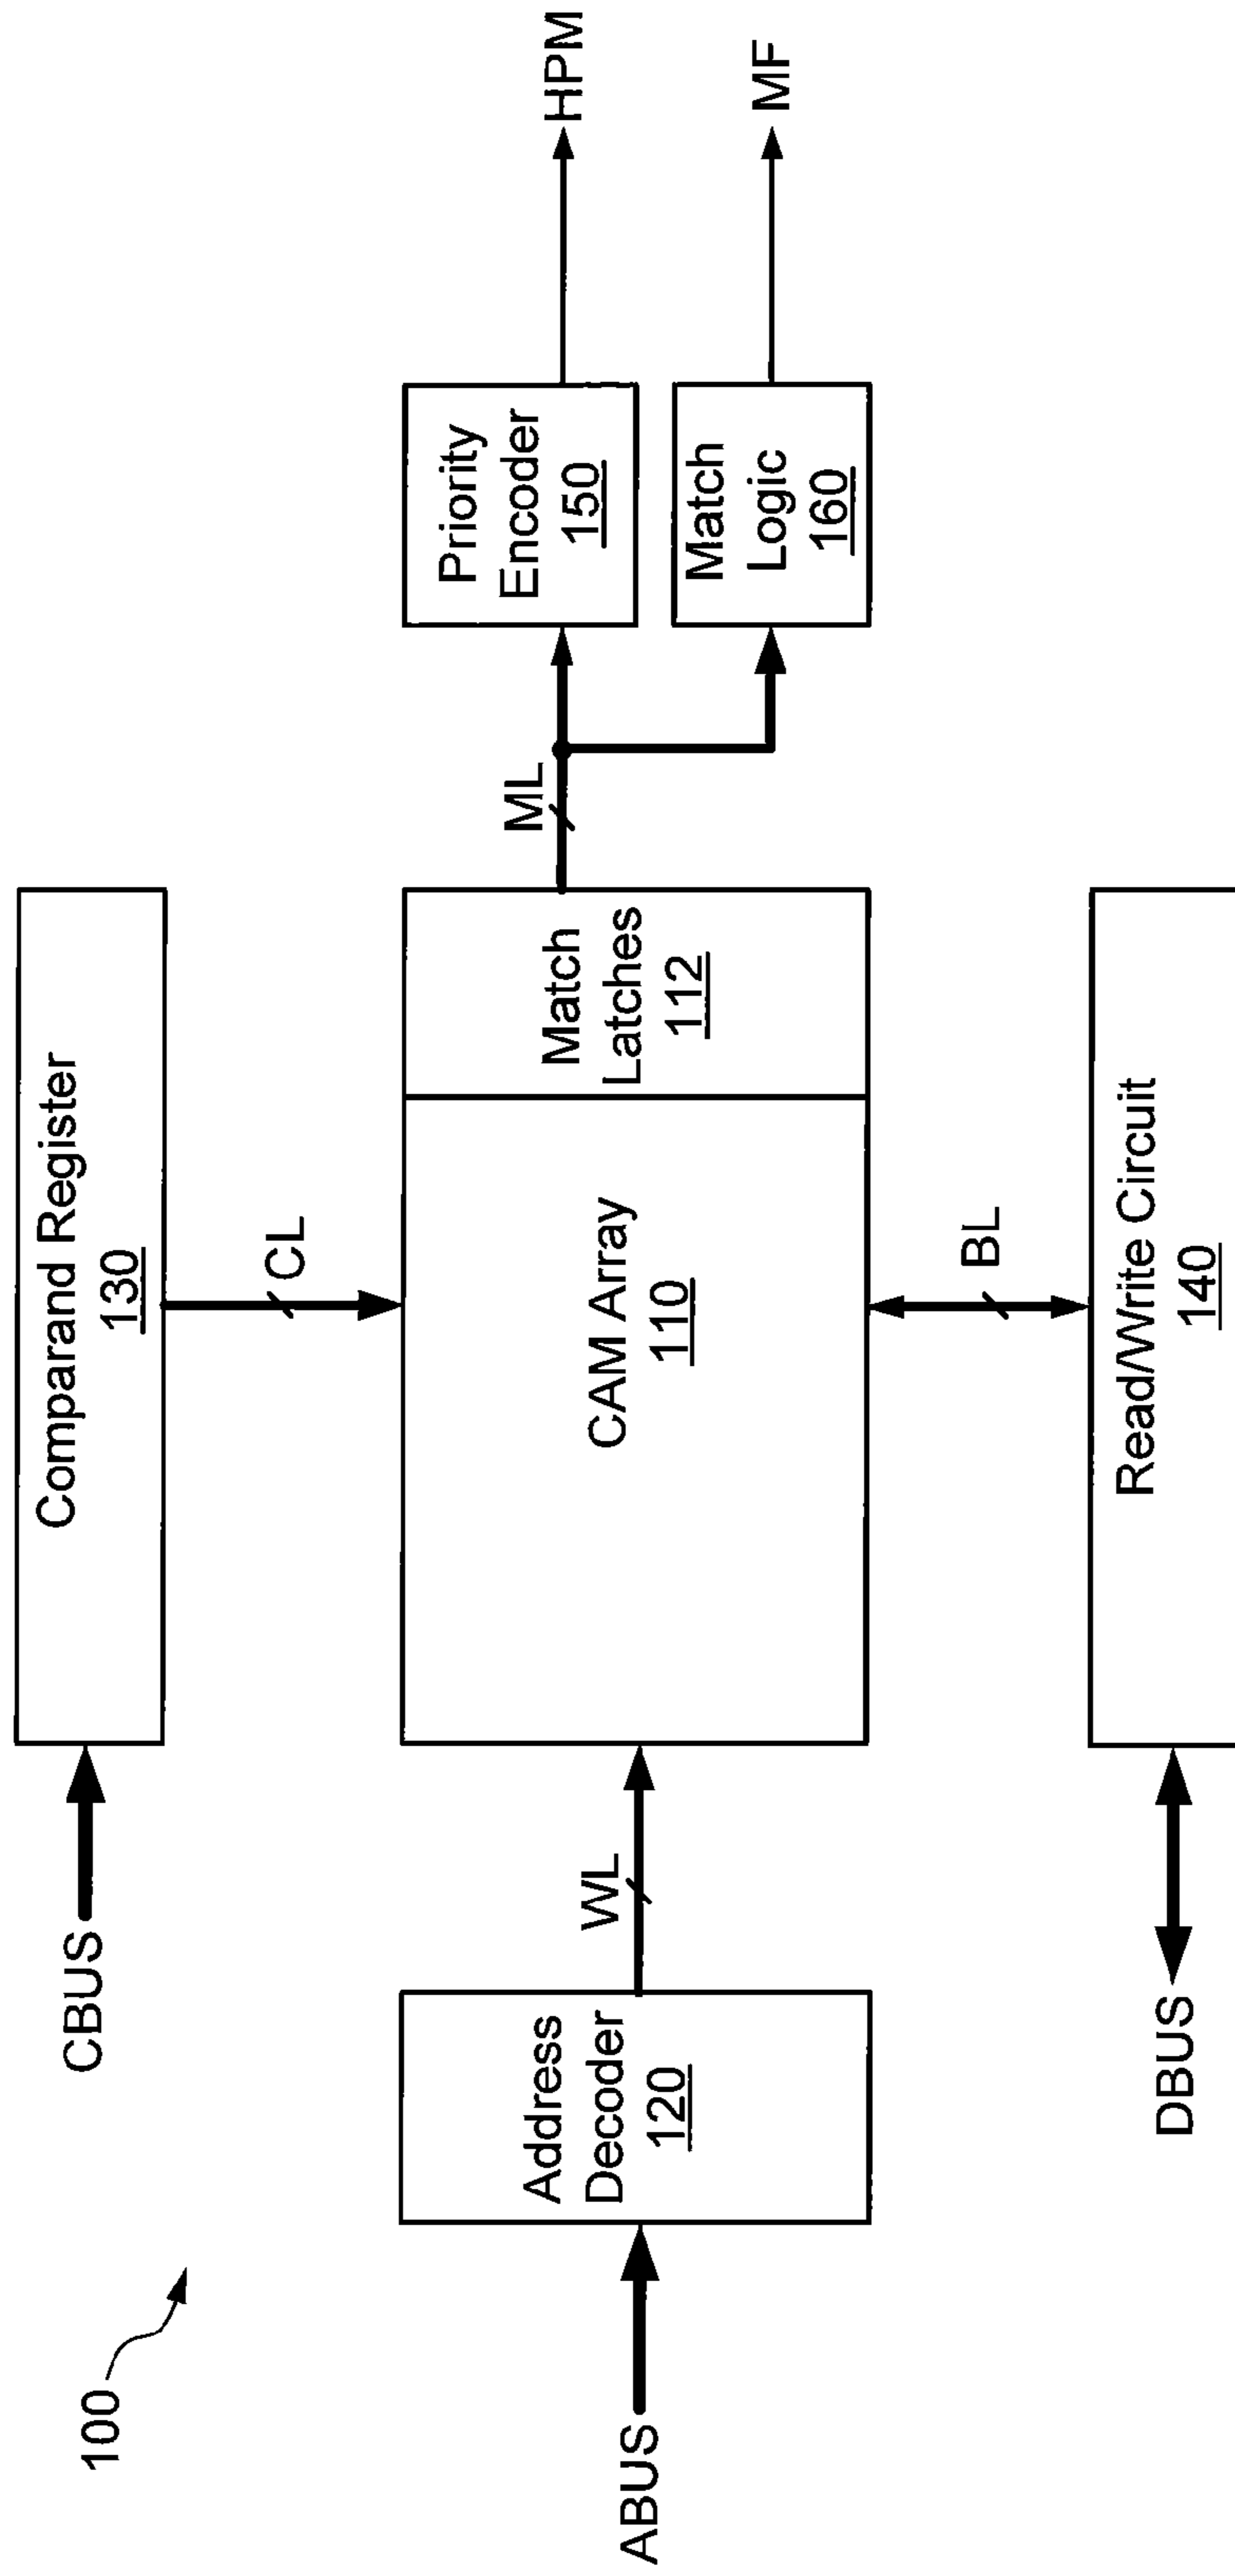 100
CBUS
Comparand Register
130
CL
ABUS
Address
Decoder
120
WL
CAM Array
110
Match
Latches
112
ML
Priority
Encoder
150
HPM
Match
Logic
160
MF
BL
DBUS
Read/Write Circuit
140